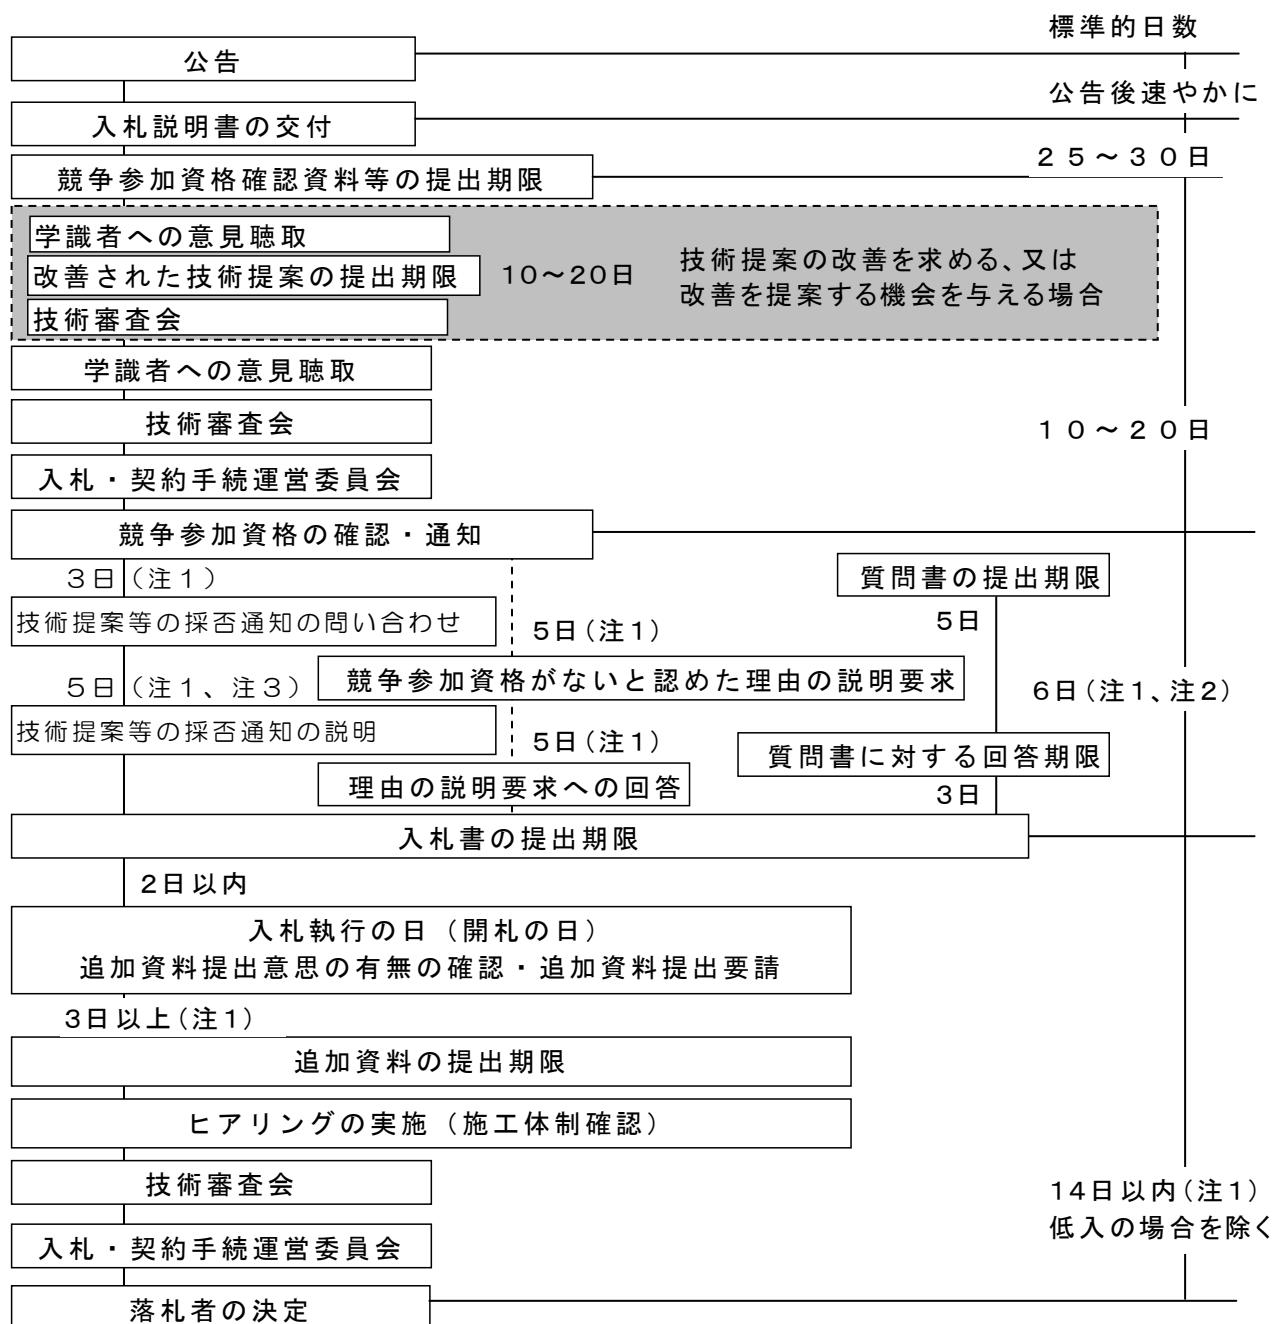 標準的日数
公告
公告後速やかに
入札説明書の交付
２５～３０日
競争参加資格確認資料等の提出期限
学識者への意見聴取
改善された技術提案の提出期限
技術審査会
10～20日
技術提案の改善を求める、又は
改善を提案する機会を与える場合
学識者への意見聴取
技術審査会
１０～２０日
入札・契約手続運営委員会
競争参加資格の確認・通知
３日（注１）
質問書の提出期限
技術提案等の採否通知の問い合わせ
5日（注1）
5日
競争参加資格がないと認めた理由の説明要求
５日（注１、注３）
6日（注1、注2）
技術提案等の採否通知の説明
5日（注1）
質問書に対する回答期限
理由の説明要求への回答
3日
入札書の提出期限
2日以内
入札執行の日（開札の日）
追加資料提出意思の有無の確認・追加資料提出要請
3日以上（注1）
追加資料の提出期限
ヒアリングの実施（施工体制確認）
技術審査会
14日以内（注1）
低入の場合を除く
入札・契約手続運営委員会
落札者の決定